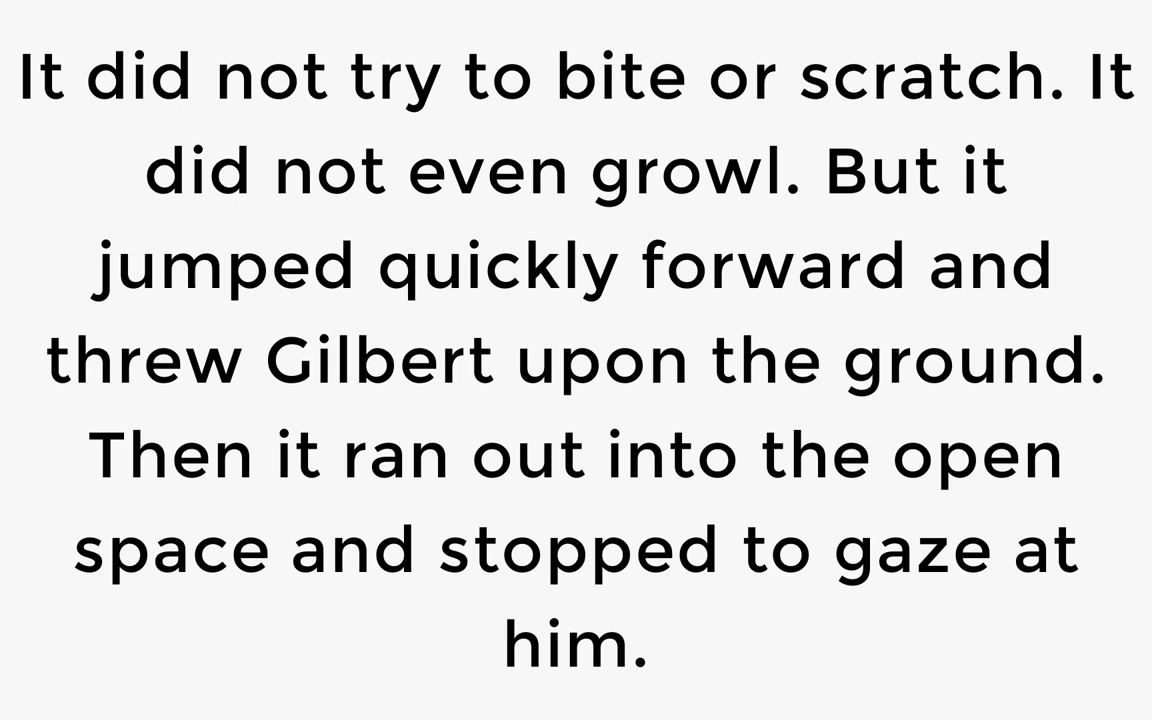 It did not try to bite or scratch. It
did not even growl. But it
jumped quickly forward and
threw Gilbert upon the ground.
Then it ran out into the open
space and stopped to gaze at
him.